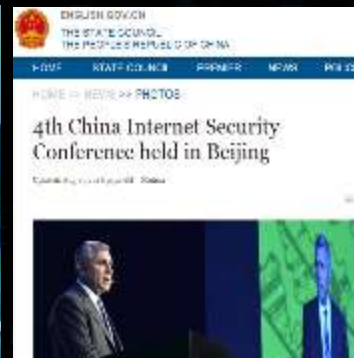 ENGLISH.GOV.CN
THE STATE COUNCIL
THE PEOPLE'S REPUBLIC OF CHINA
HOME STATE COUNCIL PREMIER NEWS
HOME >> NEWS >> PHOTOS
4th China Internet Security
Conference held in Beijing